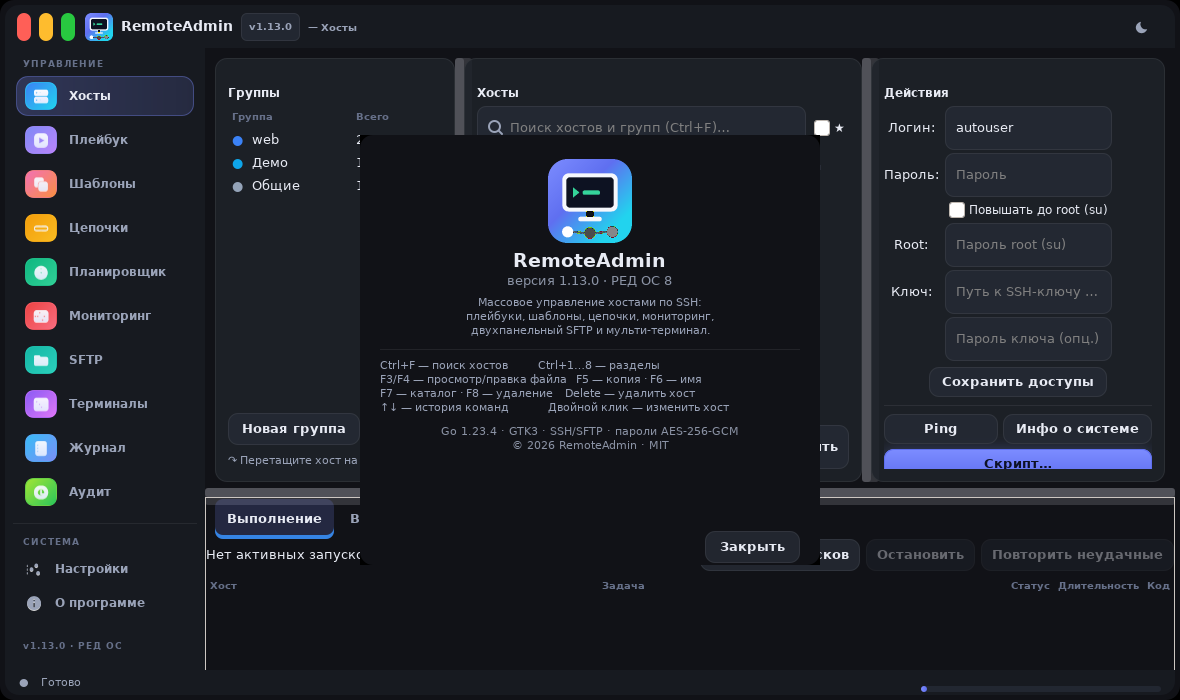 RemoteAdmin v1.13.0 — Хосты
УПРАВЛЕНИЕ
Хосты
Плейбук
Шаблоны
Цепочки
Планировщик
Мониторинг
SFTP
Терминалы
Журнал
Аудит
СИСТЕМА
Настройки
О программе
v1.13.0 · РЕД ОС
Готово
Группы
Группа Всего
web
Демо
Общие
Новая группа
↷ Перетащите хост на
Хосты
Поиск хостов и групп (Ctrl+F)...
★
RemoteAdmin
версия 1.13.0 · РЕД ОС 8
Массовое управление хостами по SSH:
плейбуки, шаблоны, цепочки, мониторинг,
двухпанельный SFTP и мульти-терминал.
Ctrl+F — поиск хостов Ctrl+1…8 — разделы
F3/F4 — просмотр/правка файла F5 — копия · F6 — имя
F7 — каталог · F8 — удаление Delete — удалить хост
↑↓ — история команд Двойной клик — изменить хост
Go 1.23.4 · GTK3 · SSH/SFTP · пароли AES-256-GCM
© 2026 RemoteAdmin · MIT
Закрыть
Действия
Логин: autouser
Пароль: Пароль
Повышать до root (su)
Root: Пароль root (su)
Ключ: Путь к SSH-ключу ...
Пароль ключа (опц.)
Сохранить доступы
Ping Инфо о системе
Скрипт...
Выполнение
Остановить Повторить неудачные
Нет активных
Хост Задача Статус Длительность Код